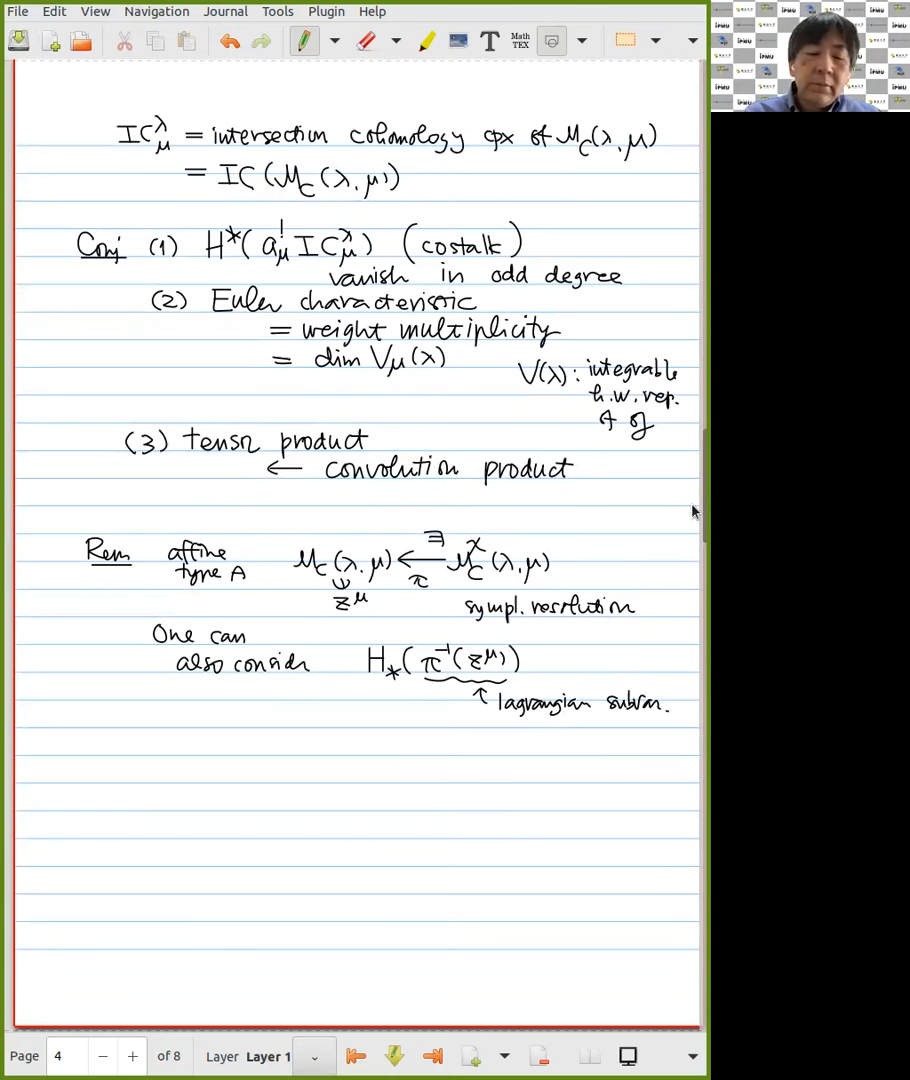 File Edit View Navigation Journal Tools Plugin Help
T Math TEX
IC^λ_μ = intersection cohomology cpx of M_C(λ, μ)
= IC(M_C(λ, μ))
Conj (1) H*(a^!_μ IC^λ_μ) (costalk)
vanish in odd degree
(2) Euler characteristic
= weight multiplicity
= dim V_μ(λ)
V(λ): integrable
h.w. rep.
of g
(3) tensor product
← convolution product
Rem affine type A M_C(λ, μ) ←∃ π M^χ_C(λ, μ)
z^μ sympl. resolution
One can
also consider H_*(π^{-1}(z^μ))
↑ lagrangian subvar.
Page 4 - + of 8 Layer Layer 1